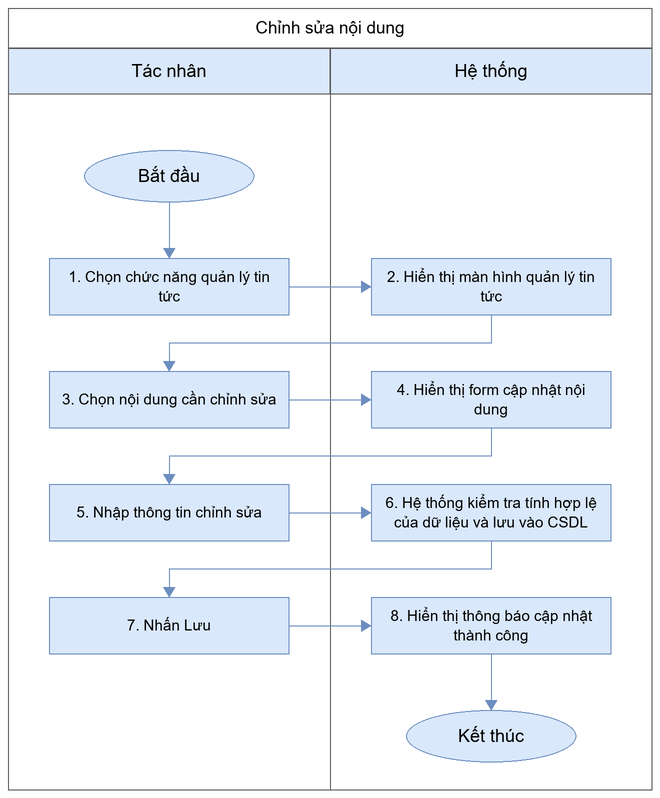 Chỉnh sửa nội dung
Tác nhân
Hệ thống
Bắt đầu
1. Chọn chức năng quản lý tin
tức
2. Hiển thị màn hình quản lý tin
tức
3. Chọn nội dung cần chỉnh sửa
4. Hiển thị form cập nhật nội
dung
5. Nhập thông tin chỉnh sửa
6. Hệ thống kiểm tra tính hợp lệ
của dữ liệu và lưu vào CSDL
7. Nhấn Lưu
8. Hiển thị thông báo cập nhật
thành công
Kết thúc